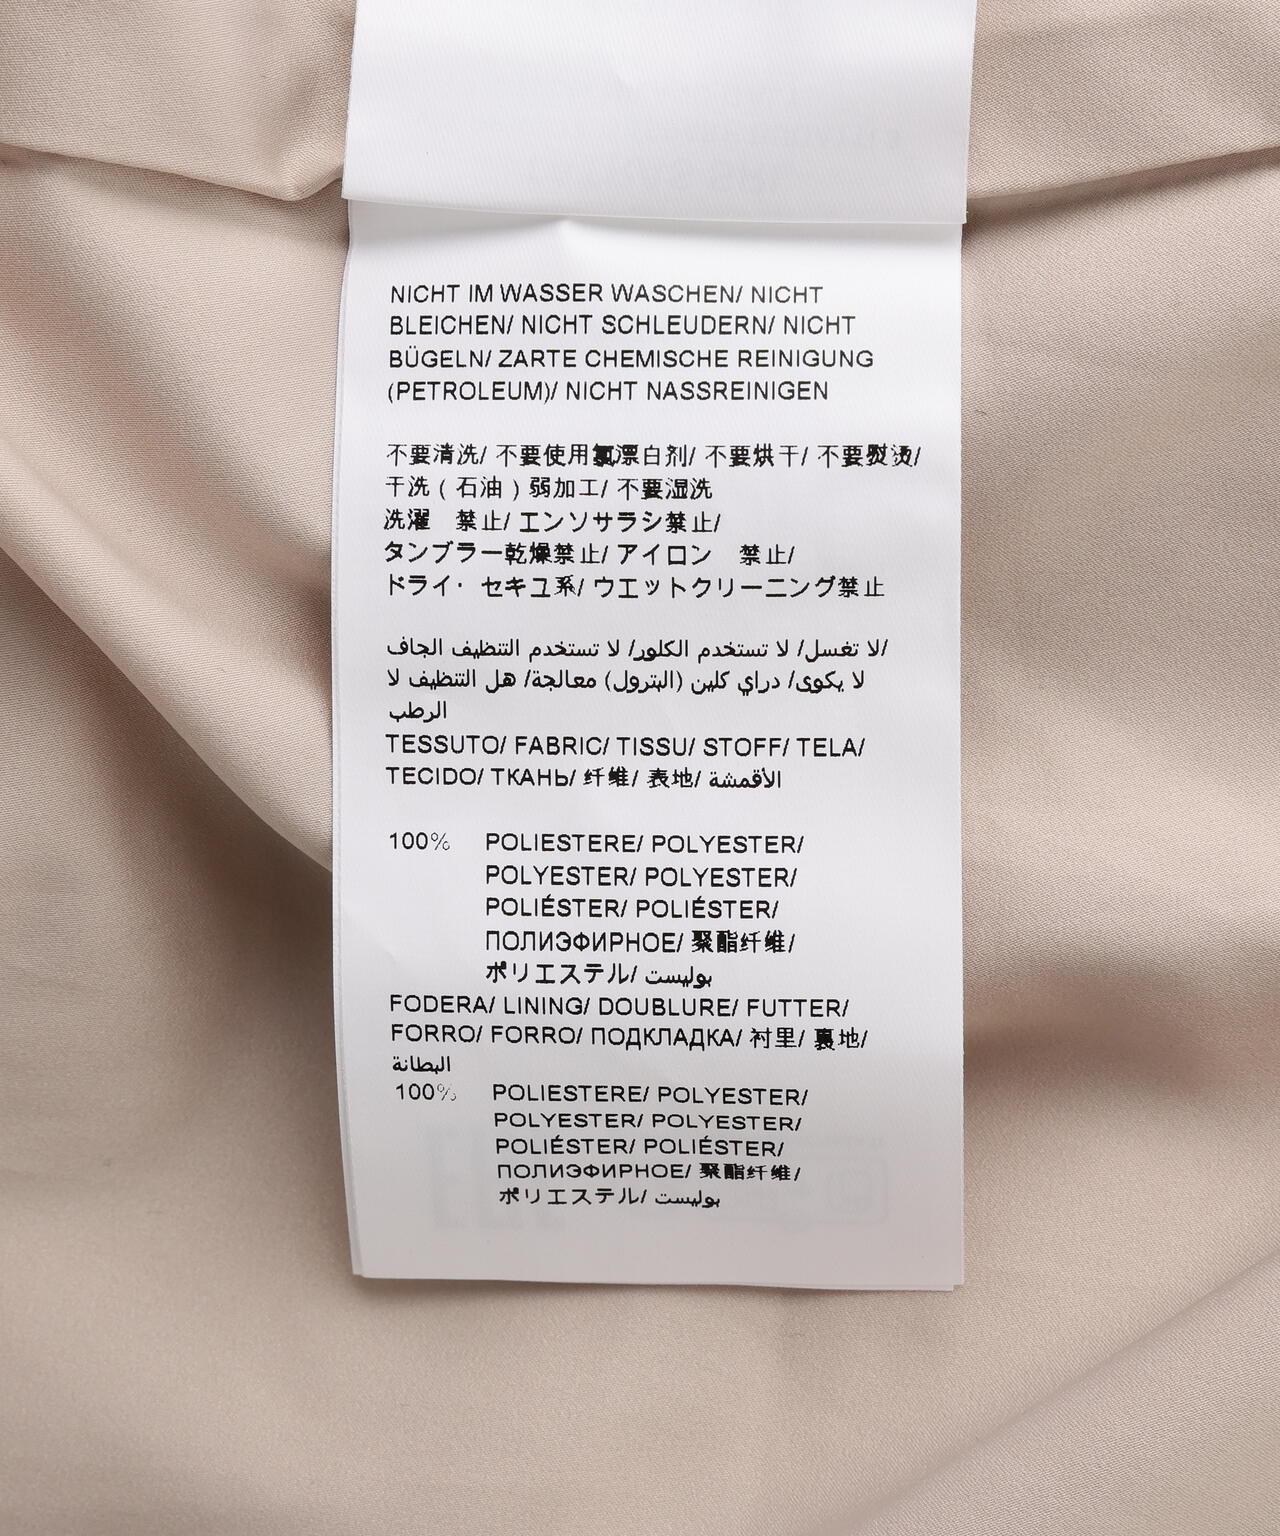 NICHT IM WASSER WASCHEN/ NICHT
BLEICHEN/ NICHT SCHLEUDERN/ NICHT
BÜGELN/ ZARTE CHEMISCHE REINIGUNG
(PETROLEUM)/ NICHT NASSREINIGEN
不要清洗/ 不要使用氯漂白剂/ 不要烘干/ 不要熨烫/
干洗（石油）弱加工/ 不要湿洗
洗濯　禁止/ エンソサラシ禁止/
タンブラー乾燥禁止/ アイロン　禁止/
ドライ・ セキユ系/ ウエットクリーニング禁止
لا تغسل/ لا تستخدم الكلور/ لا تستخدم التنظيف الجاف/
لا يكوى/ دراي كلين (البترول) معالجة/ هل التنظيف لا
الرطب
TESSUTO/ FABRIC/ TISSU/ STOFF/ TELA/
TECIDO/ ТКАНЬ/ 纤维/ 表地/ الأقمشة
100% POLIESTERE/ POLYESTER/
POLYESTER/ POLYESTER/
POLIÉSTER/ POLIÉSTER/
ПОЛИЭФИРНОЕ/ 聚酯纤维/
ポリエステル/ بوليست
FODERA/ LINING/ DOUBLURE/ FUTTER/
FORRO/ FORRO/ ПОДКЛАДКА/ 衬里/ 裏地/
البطانة
100% POLIESTERE/ POLYESTER/
POLYESTER/ POLYESTER/
POLIÉSTER/ POLIÉSTER/
ПОЛИЭФИРНОЕ/ 聚酯纤维/
ポリエステル/ بوليست